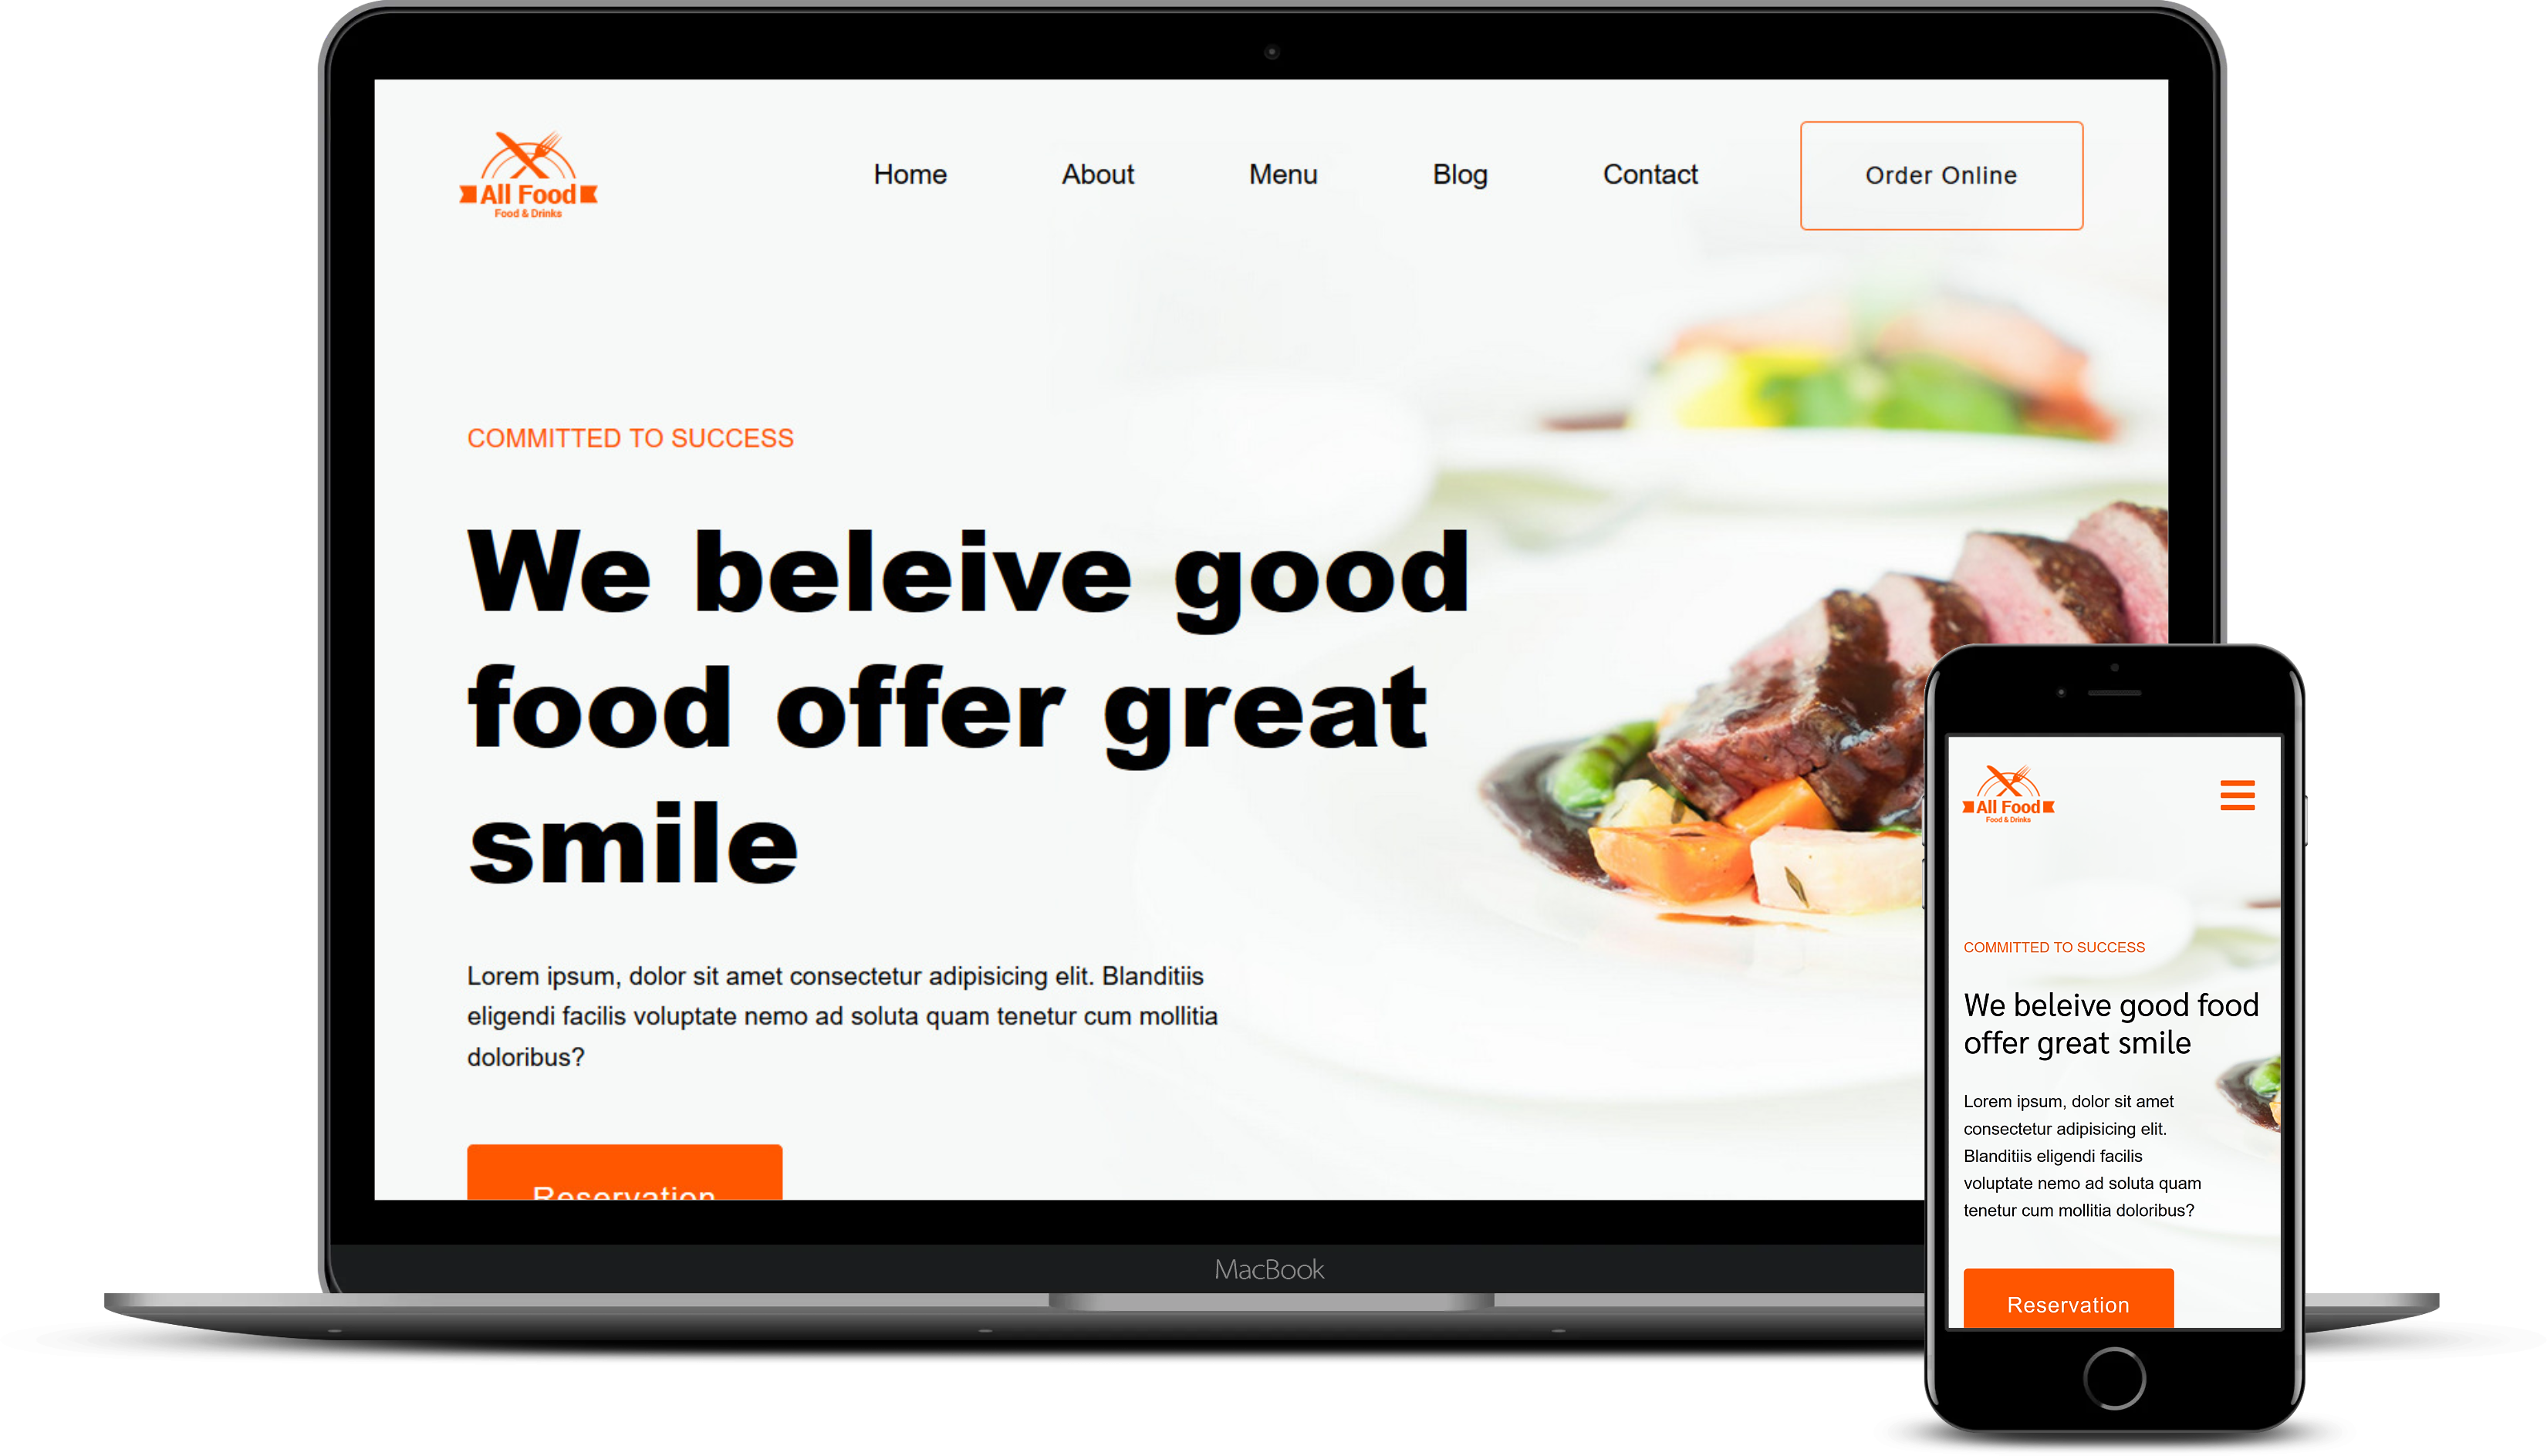 All Food
Food & Drinks
Home About Menu Blog Contact Order Online
COMMITTED TO SUCCESS
We beleive good
food offer great
smile
Lorem ipsum, dolor sit amet consectetur adipisicing elit. Blanditiis
eligendi facilis voluptate nemo ad soluta quam tenetur cum mollitia
doloribus?
Reservation
MacBook
All Food
Food & Drinks
COMMITTED TO SUCCESS
We beleive good food
offer great smile
Lorem ipsum, dolor sit amet
consectetur adipisicing elit.
Blanditiis eligendi facilis
voluptate nemo ad soluta quam
tenetur cum mollitia doloribus?
Reservation